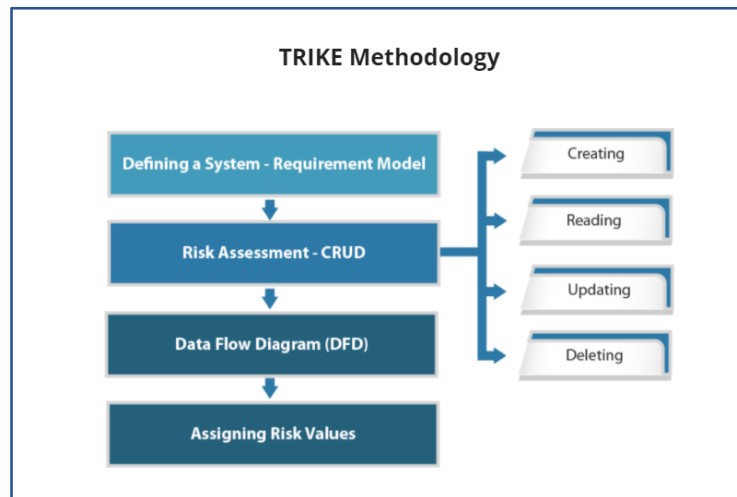 TRIKE Methodology
Defining a System - Requirement Model
Risk Assessment - CRUD
Data Flow Diagram (DFD)
Assigning Risk Values
Creating
Reading
Updating
Deleting